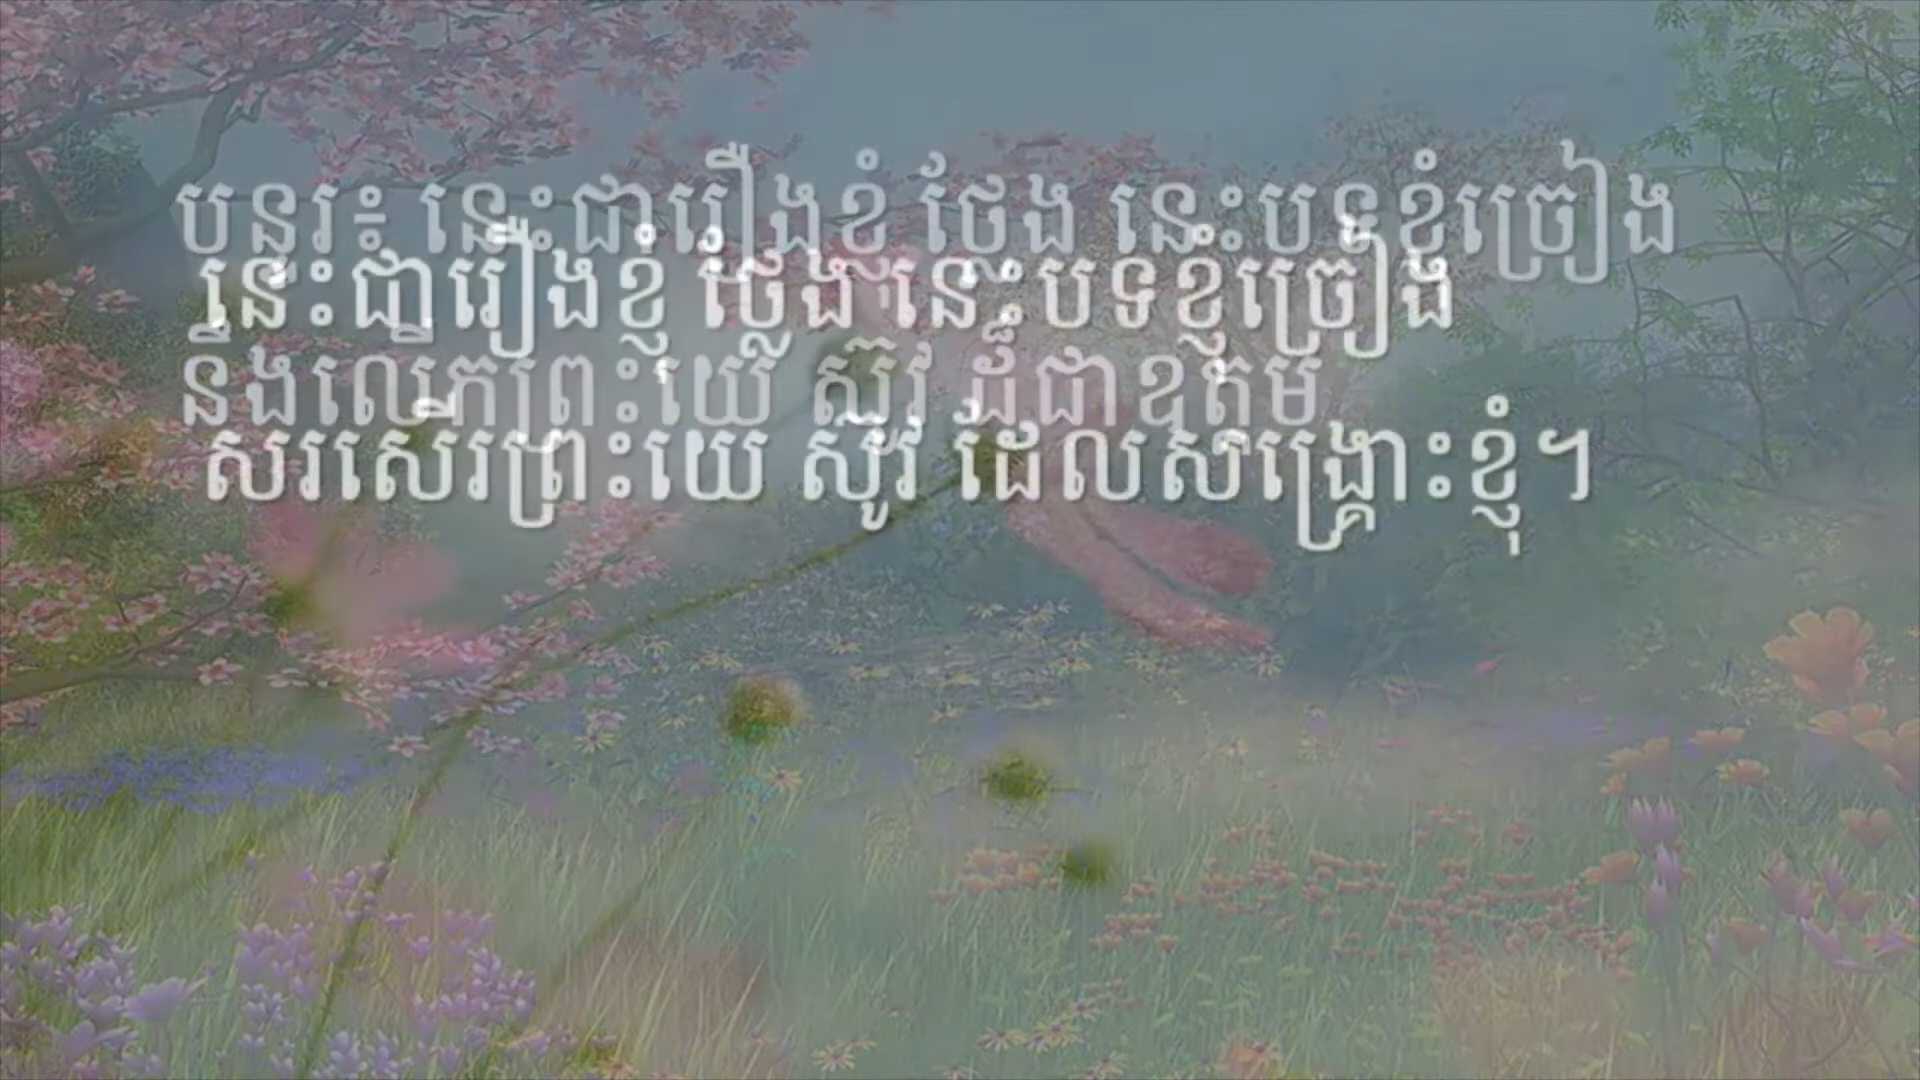 បន្ទរ៖ នេះជារឿងខ្ញុំ ថ្លែង នេះបទខ្ញុំច្រៀង
នេះជារឿងខ្ញុំ ថ្លែង នេះបទខ្ញុំច្រៀង
នឹងលើកព្រះយេ ស៊ូវ ដ៏ជាឧត្តម
សរសើរព្រះយេ ស៊ូវ ដែលសង្គ្រោះខ្ញុំ។